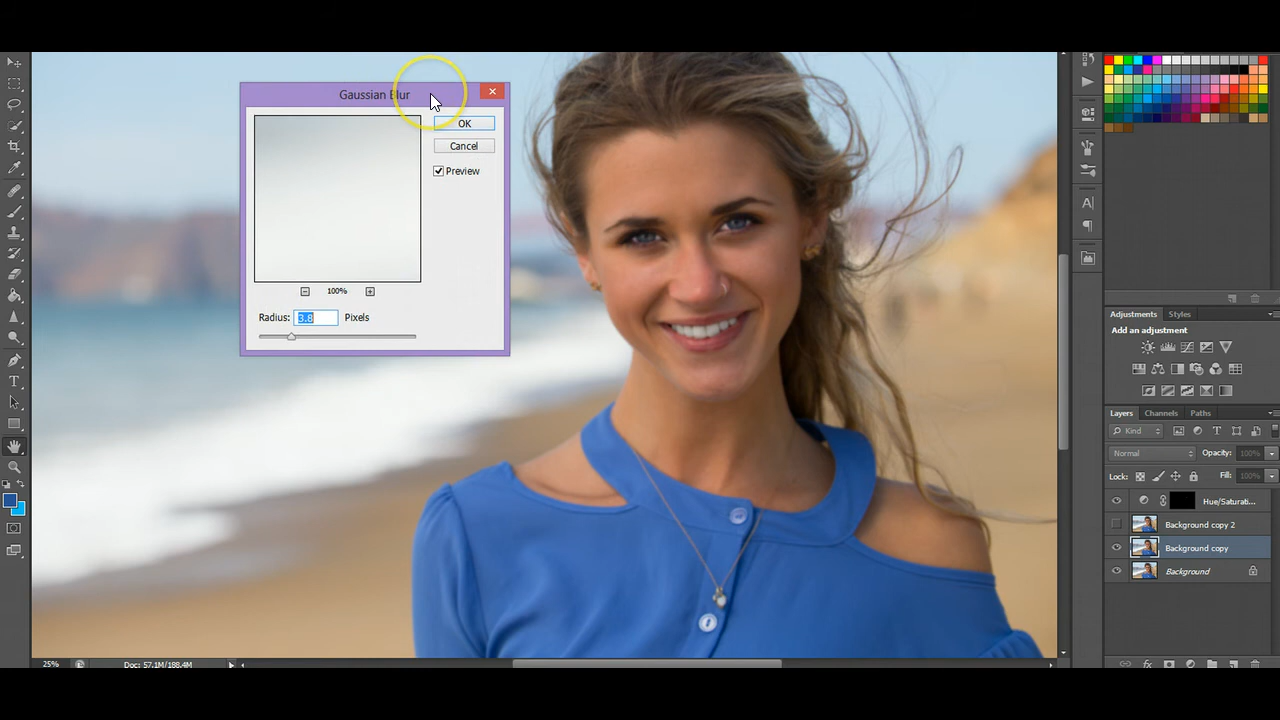 Gaussian Blur
OK
Cancel
Preview
100%
Radius: 3.8 Pixels
Adjustments Styles
Add an adjustment
Layers Channels Paths
Kind
Normal Opacity: 100%
Lock: Fill: 100%
Hue/Saturati...
Background copy 2
Background copy
Background
25% Doc: 57.1M/188.4M